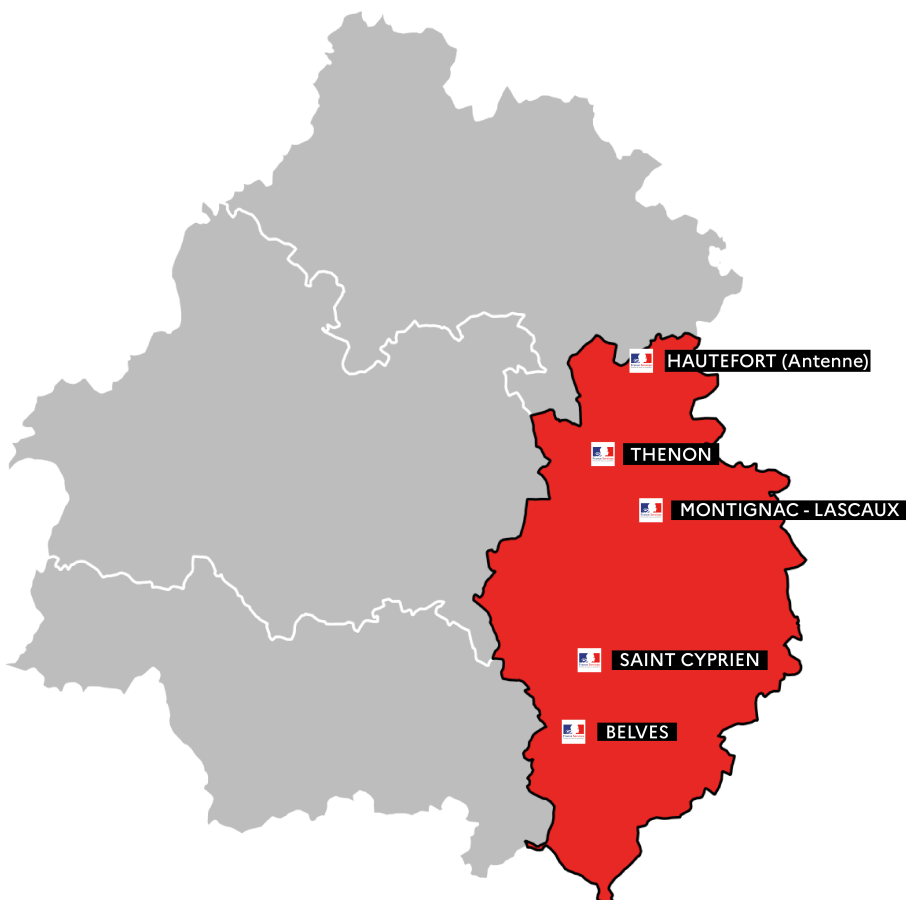 HAUTEFORT (Antenne)
THENON
MONTIGNAC - LASCAUX
SAINT CYPRIEN
BELVES